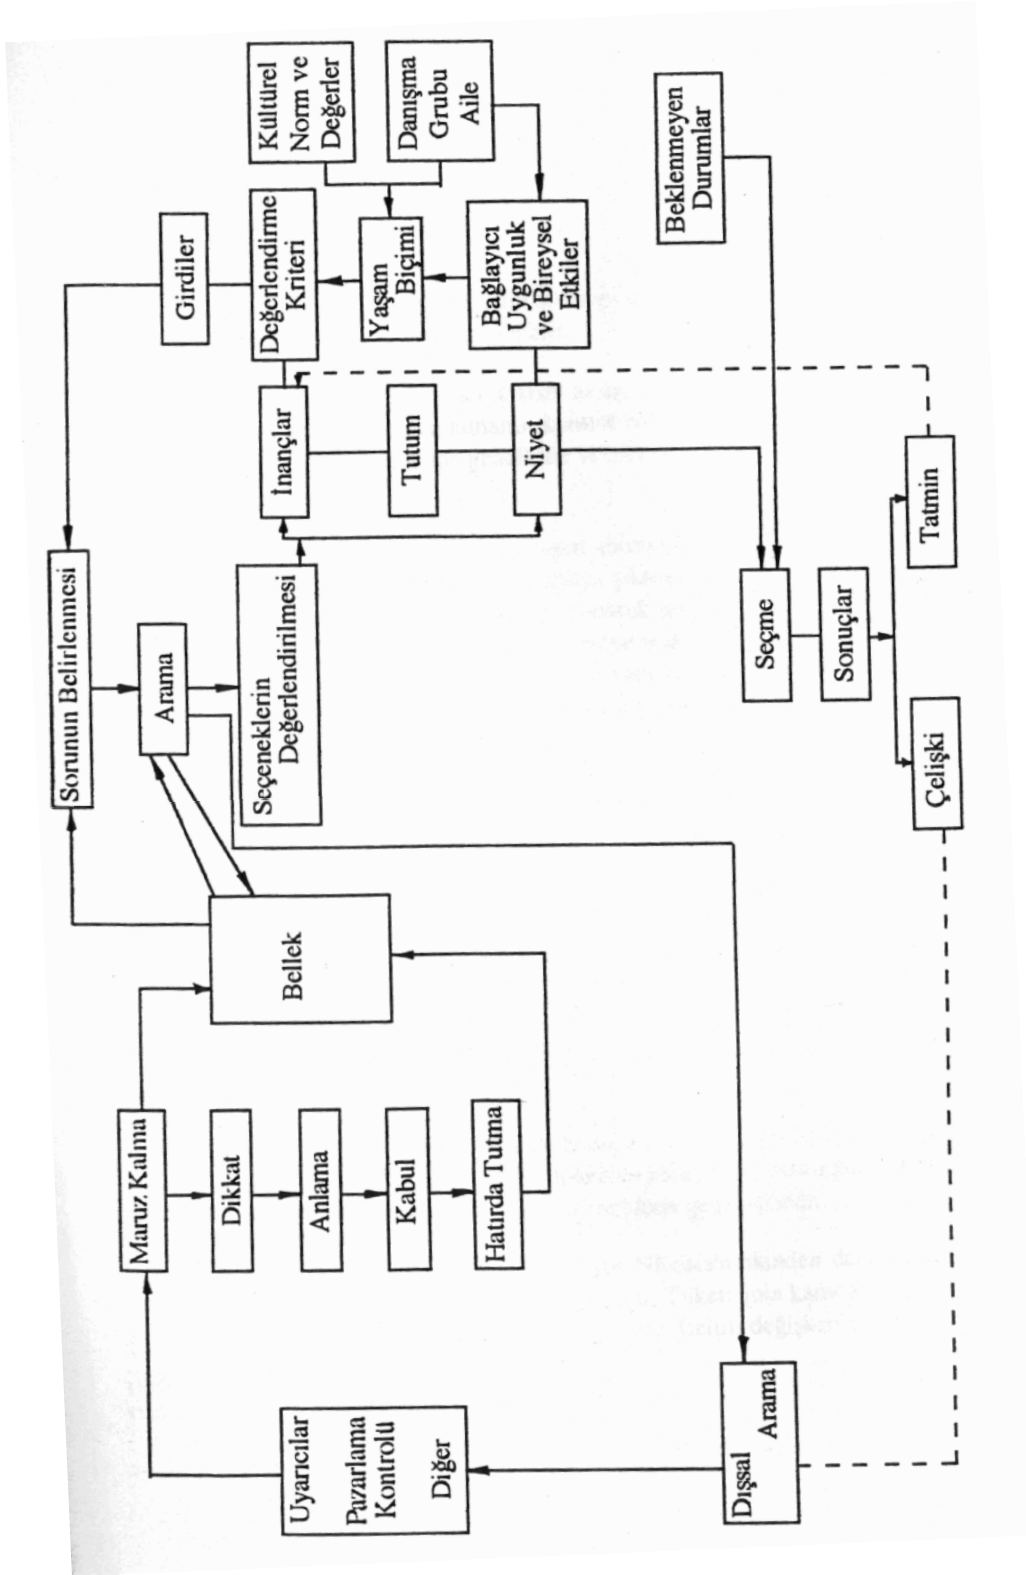 Uyarıcılar
Pazarlama
Kontrolü
Diğer
Dışsal
Arama
Maruz Kalma
Dikkat
Anlama
Kabul
Hatırda Tutma
Bellek
Sorunun Belirlenmesi
Arama
Seçeneklerin
Değerlendirilmesi
İnançlar
Tutum
Niyet
Seçme
Sonuçlar
Çelişki
Tatmin
Girdiler
Değerlendirme
Kriteri
Yaşam
Biçimi
Bağlayıcı
Uygunluk
ve Bireysel
Etkiler
Kültürel
Norm ve
Değerler
Danışma
Grubu
Aile
Beklenmeyen
Durumlar